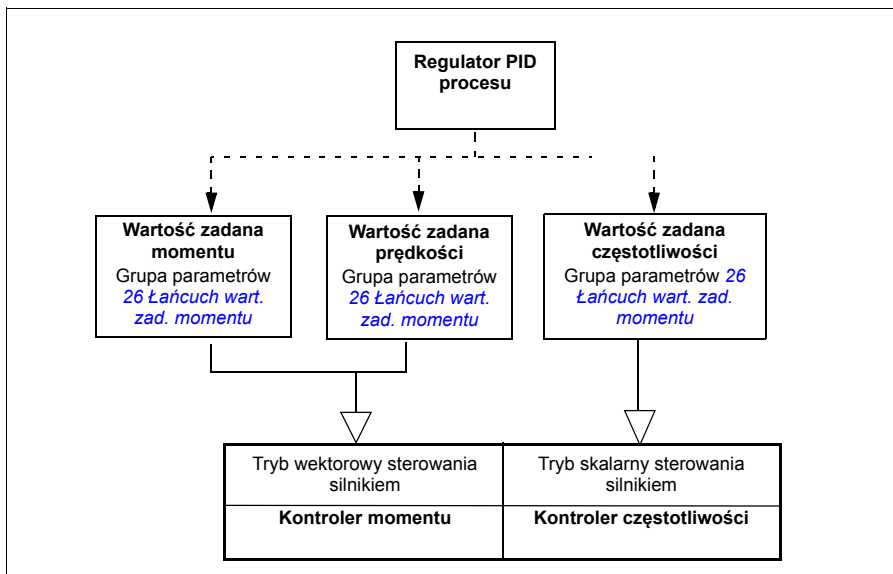 Regulator PID
procesu
Wartość zadana
momentu
Grupa parametrów
26 Łańcuch wart.
zad. momentu
Wartość zadana
prędkości
Grupa parametrów
26 Łańcuch wart.
zad. momentu
Wartość zadana
częstotliwości
Grupa parametrów 26
Łańcuch wart. zad.
momentu
Tryb wektorowy sterowania
silnikiem
Kontroler momentu
Tryb skalarny sterowania
silnikiem
Kontroler częstotliwości